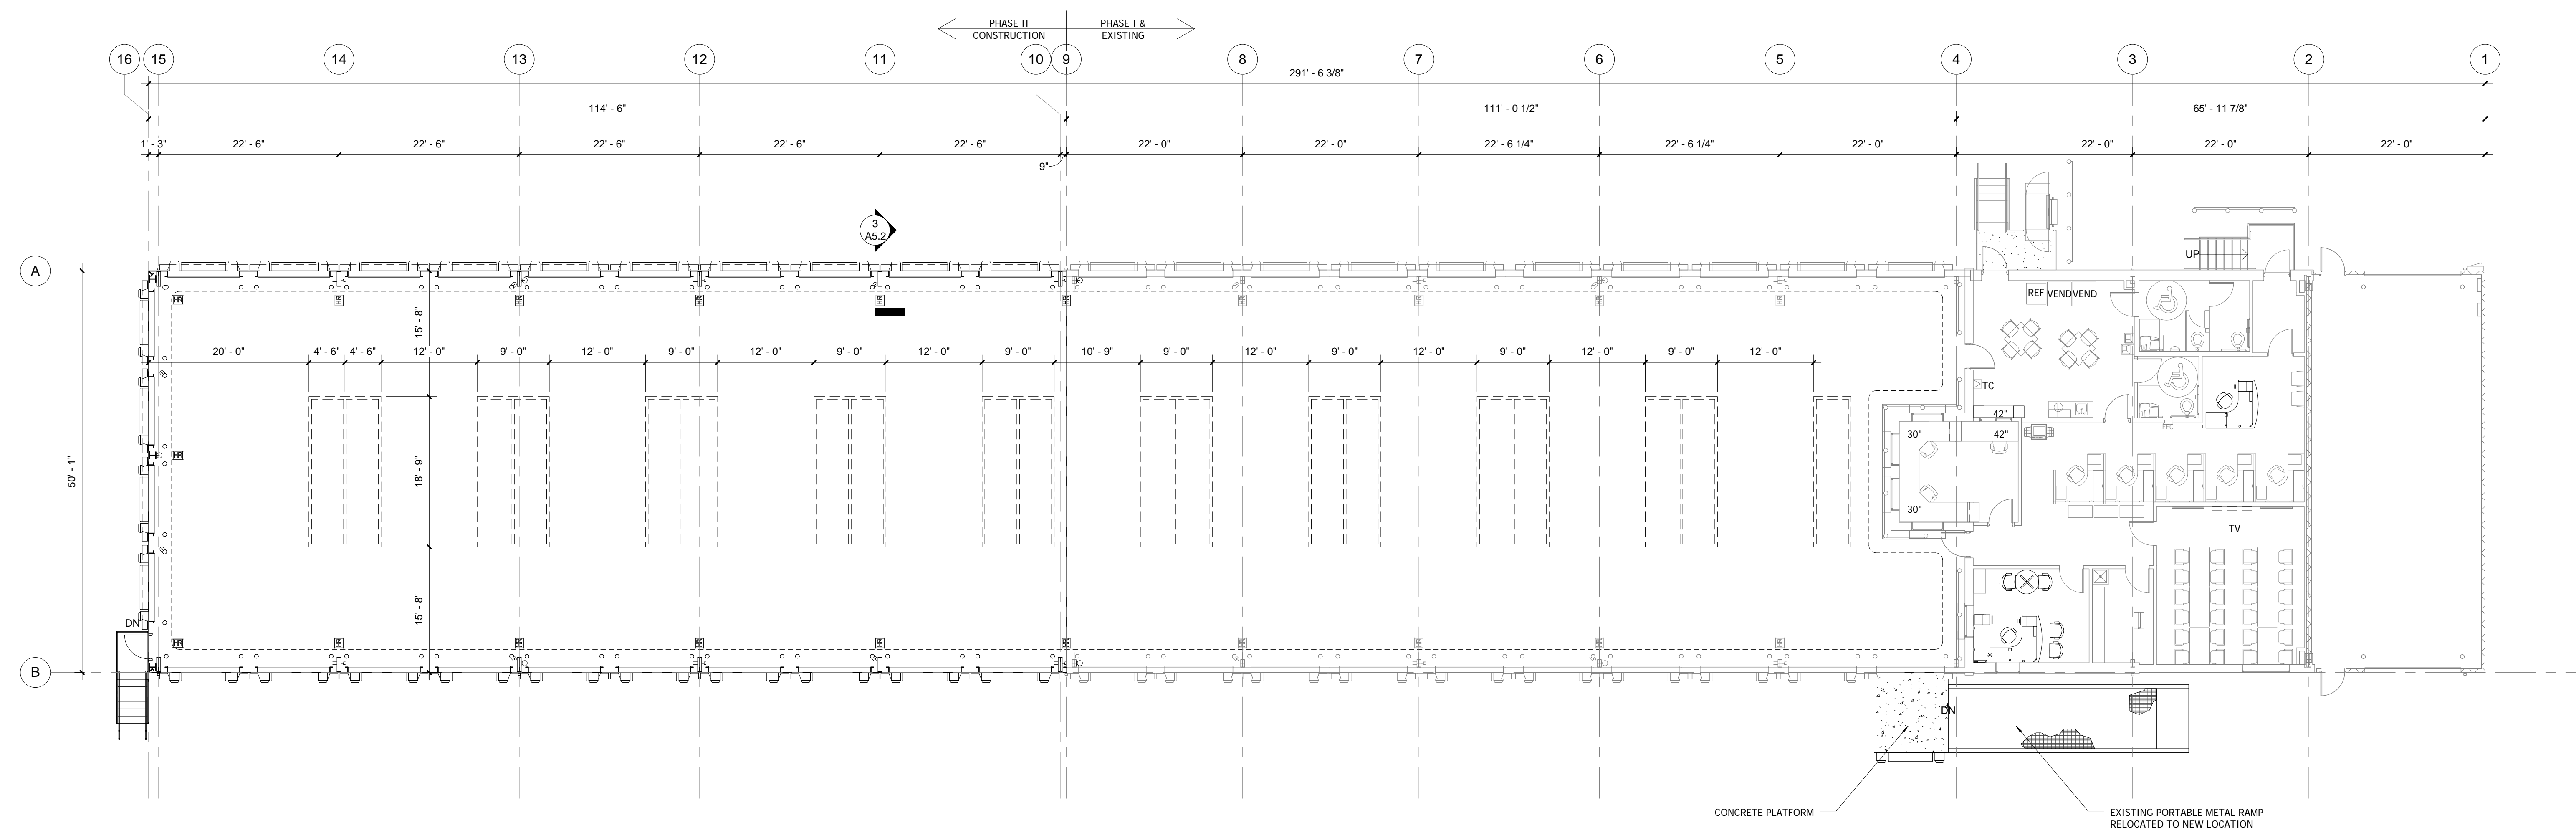 PHASE II
CONSTRUCTION
PHASE I &
EXISTING
16 15 14 13 12 11 10 9 8 7 6 5 4 3 2 1
291' - 6 3/8"
114' - 6" 111' - 0 1/2" 65' - 11 7/8"
1' - 3" 22' - 6" 22' - 6" 22' - 6" 22' - 6" 22' - 6" 22' - 0" 22' - 0" 22' - 6 1/4" 22' - 6 1/4" 22' - 0" 22' - 0" 22' - 0" 22' - 0"
9"
3
A5.2
UP
A
REF VEND VEND
15' - 8"
20' - 0" 4' - 6" 4' - 6" 12' - 0" 9' - 0" 12' - 0" 9' - 0" 12' - 0" 9' - 0" 12' - 0" 9' - 0" 10' - 9" 9' - 0" 12' - 0" 9' - 0" 12' - 0" 9' - 0" 12' - 0" 9' - 0" 12' - 0"
TC
42"
FEC
30" 42"
50' - 1"
18' - 9"
30"
TV
15' - 8"
DN
B
DN
CONCRETE PLATFORM
EXISTING PORTABLE METAL RAMP
RELOCATED TO NEW LOCATION